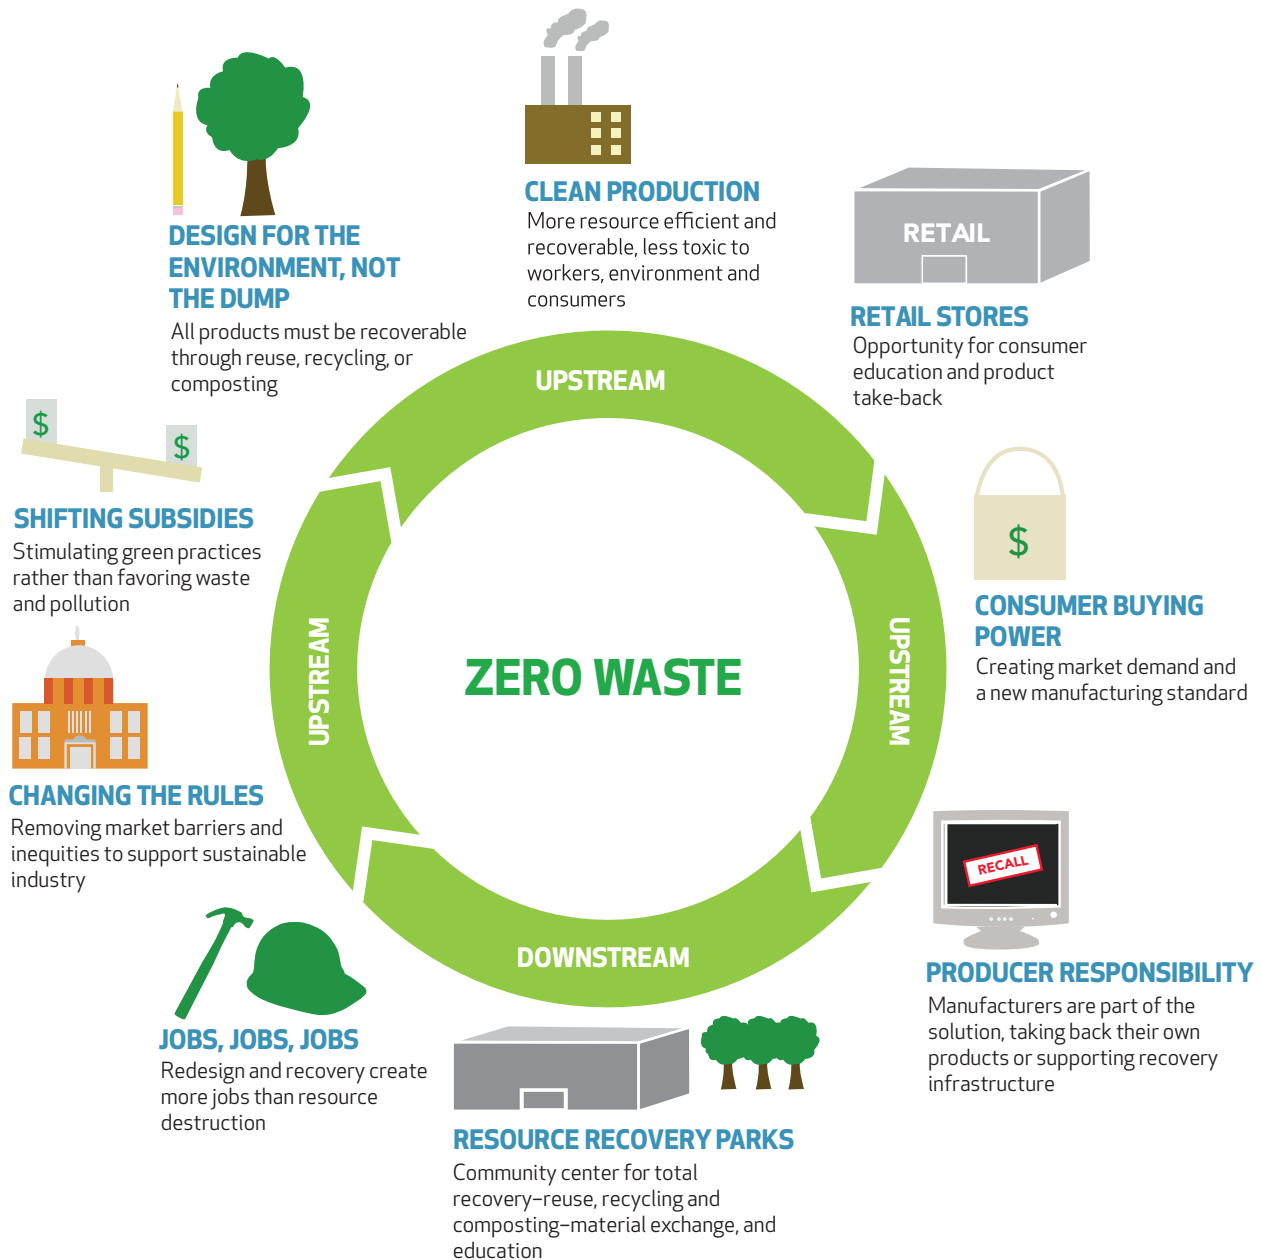 CLEAN PRODUCTION
More resource efficient and
recoverable, less toxic to
workers, environment and
consumers
RETAIL
RETAIL STORES
Opportunity for consumer
education and product
take-back
$
CONSUMER BUYING
POWER
Creating market demand and
a new manufacturing standard
RECALL
PRODUCER RESPONSIBILITY
Manufacturers are part of the
solution, taking back their own
products or supporting recovery
infrastructure
RESOURCE RECOVERY PARKS
Community center for total
recovery–reuse, recycling and
composting–material exchange, and
education
JOBS, JOBS, JOBS
Redesign and recovery create
more jobs than resource
destruction
CHANGING THE RULES
Removing market barriers and
inequities to support sustainable
industry
$
$
SHIFTING SUBSIDIES
Stimulating green practices
rather than favoring waste
and pollution
DESIGN FOR THE
ENVIRONMENT, NOT
THE DUMP
All products must be recoverable
through reuse, recycling, or
composting
UPSTREAM
UPSTREAM
DOWNSTREAM
UPSTREAM
ZERO WASTE